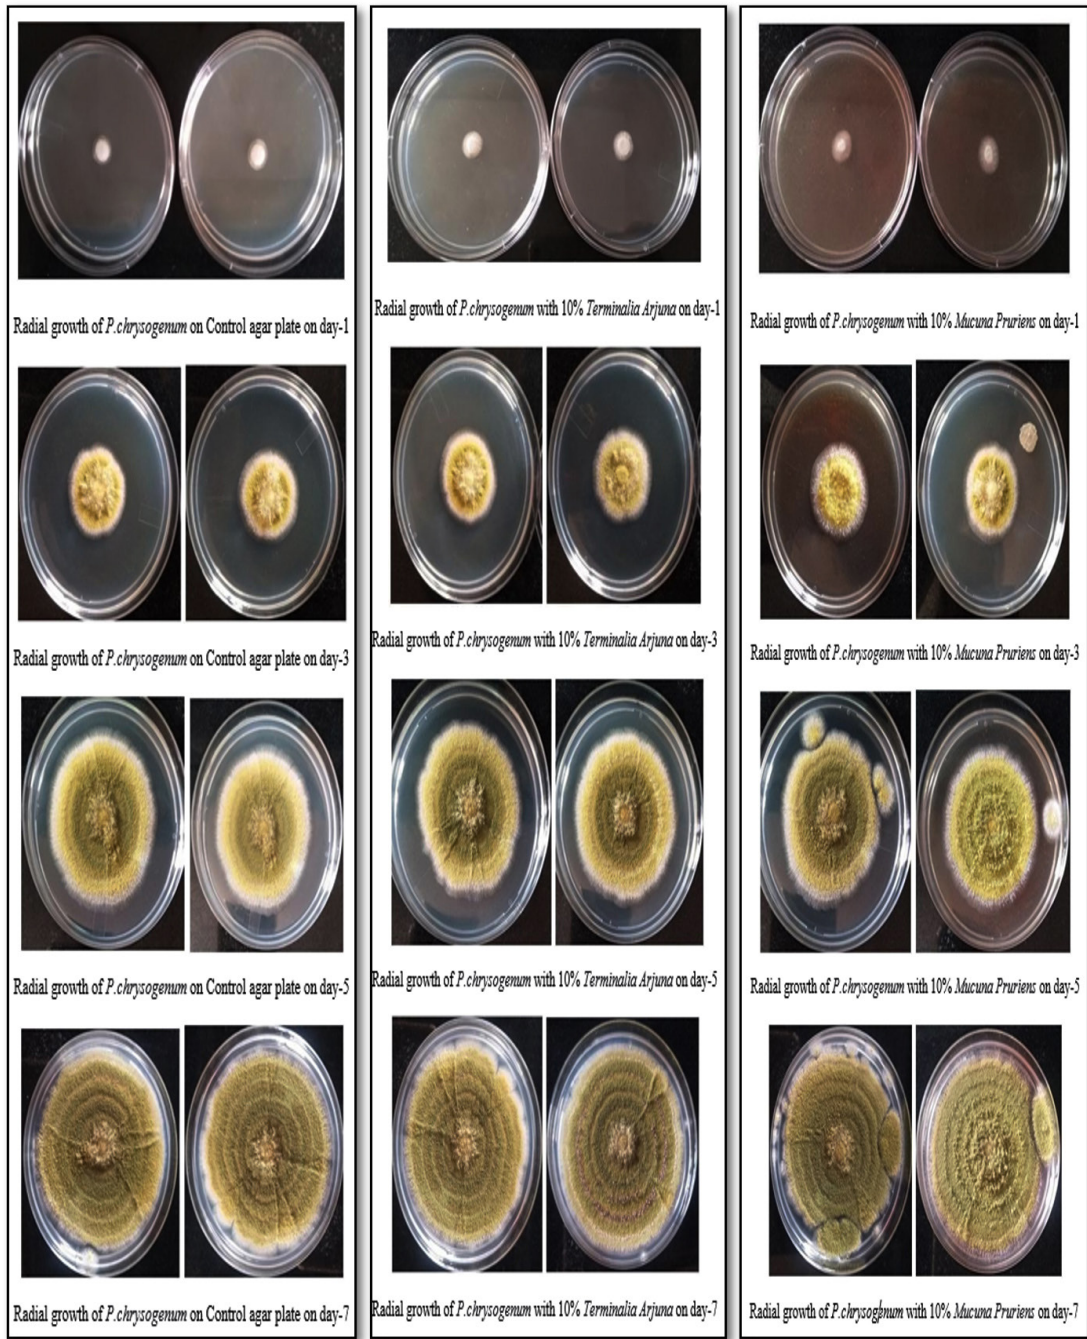 Radial growth of P.chrysogenum on Control agar plate on day-1
Radial growth of P.chrysogenum with 10% Terminalia Arjuna on day-1
Radial growth of P.chrysogenum with 10% Mucuna Pruriens on day-1
Radial growth of P.chrysogenum on Control agar plate on day-3
Radial growth of P.chrysogenum with 10% Terminalia Arjuna on day-3
Radial growth of P.chrysogenum with 10% Mucuna Pruriens on day-3
Radial growth of P.chrysogenum on Control agar plate on day-5
Radial growth of P.chrysogenum with 10% Terminalia Arjuna on day-5
Radial growth of P.chrysogenum with 10% Mucuna Pruriens on day-5
Radial growth of P.chrysogenum on Control agar plate on day-7
Radial growth of P.chrysogenum with 10% Terminalia Arjuna on day-7
Radial growth of P.chrysogenum with 10% Mucuna Pruriens on day-7